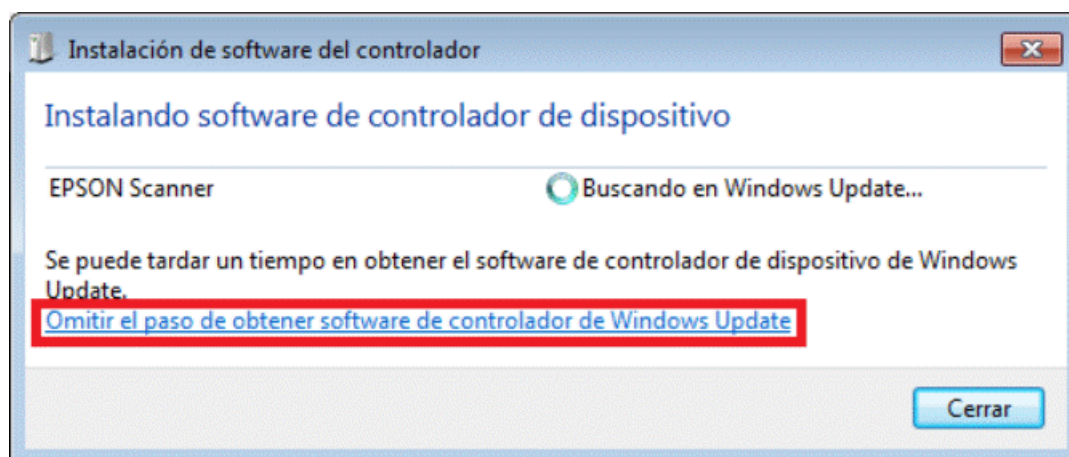 Instalación de software del controlador
Instalando software de controlador de dispositivo
EPSON Scanner
Buscando en Windows Update...
Se puede tardar un tiempo en obtener el software de controlador de dispositivo de Windows
Update.
Omitir el paso de obtener software de controlador de Windows Update
Cerrar